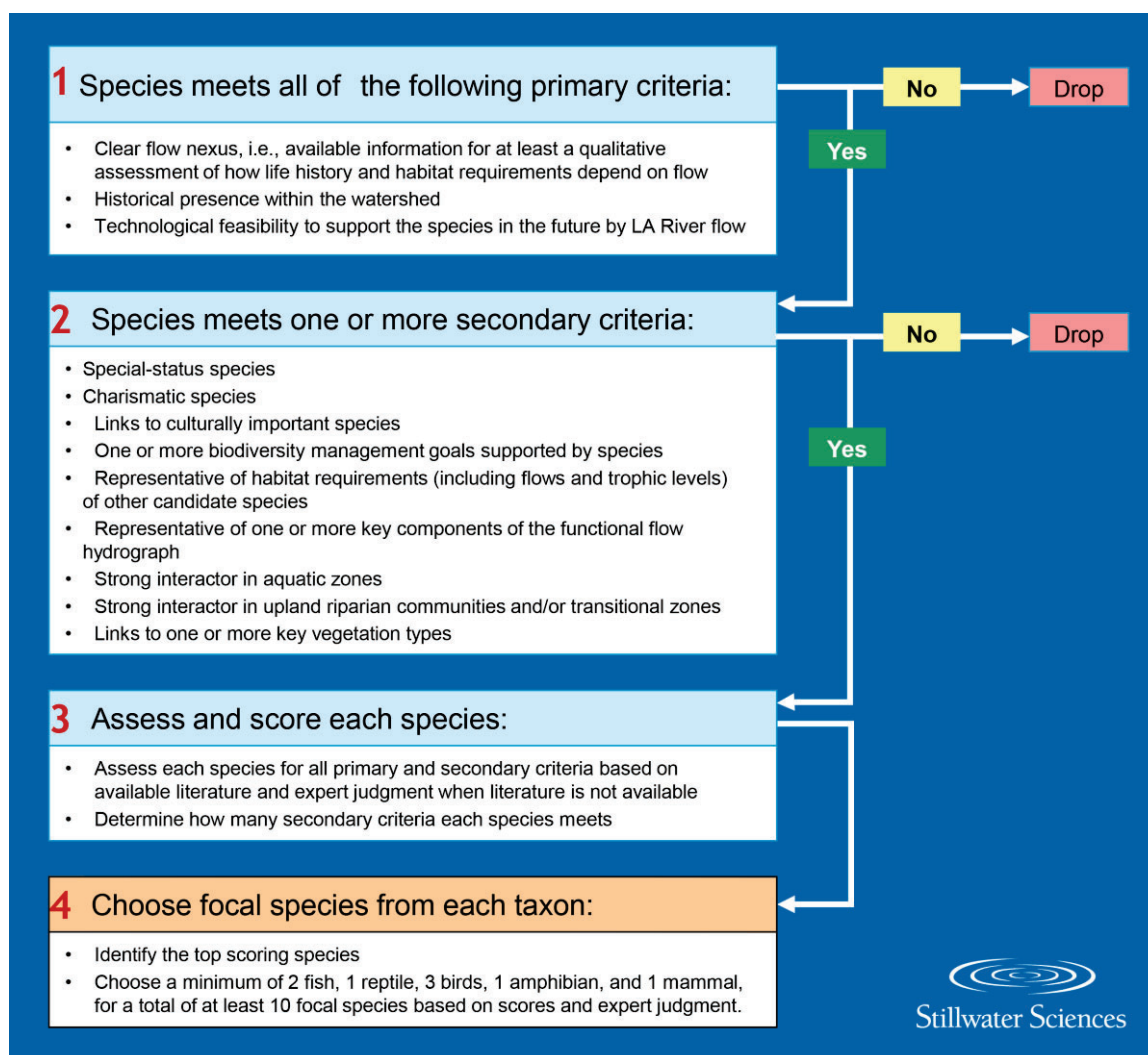 1 Species meets all of the following primary criteria:
No
Drop
Yes
• Clear flow nexus, i.e., available information for at least a qualitative
assessment of how life history and habitat requirements depend on flow
• Historical presence within the watershed
• Technological feasibility to support the species in the future by LA River flow
2 Species meets one or more secondary criteria:
No
Drop
Yes
• Special-status species
• Charismatic species
• Links to culturally important species
• One or more biodiversity management goals supported by species
• Representative of habitat requirements (including flows and trophic levels)
of other candidate species
• Representative of one or more key components of the functional flow
hydrograph
• Strong interactor in aquatic zones
• Strong interactor in upland riparian communities and/or transitional zones
• Links to one or more key vegetation types
3 Assess and score each species:
• Assess each species for all primary and secondary criteria based on
available literature and expert judgment when literature is not available
• Determine how many secondary criteria each species meets
4 Choose focal species from each taxon:
• Identify the top scoring species
• Choose a minimum of 2 fish, 1 reptile, 3 birds, 1 amphibian, and 1 mammal,
for a total of at least 10 focal species based on scores and expert judgment.
Stillwater Sciences